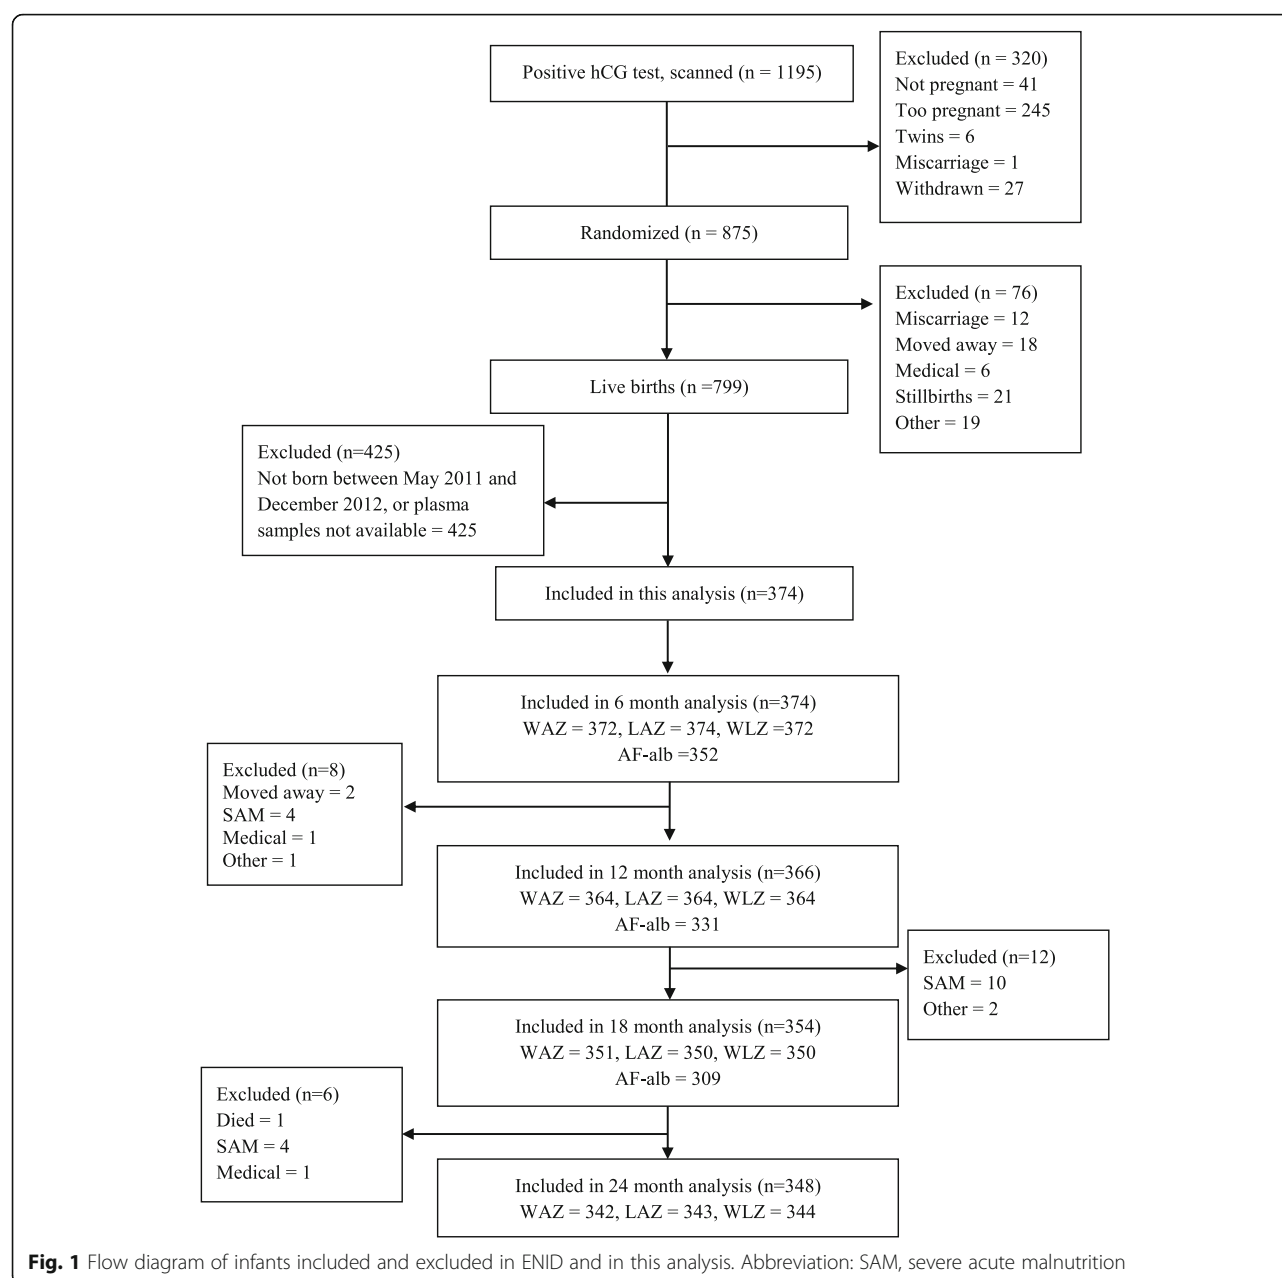 Positive hCG test, scanned (n = 1195)
Excluded (n = 320)
Not pregnant = 41
Too pregnant = 245
Twins = 6
Miscarriage = 1
Withdrawn = 27
Randomized (n = 875)
Excluded (n = 76)
Miscarriage = 12
Moved away = 18
Medical = 6
Stillbirths = 21
Other = 19
Live births (n =799)
Excluded (n=425)
Not born between May 2011 and
December 2012, or plasma
samples not available = 425
Included in this analysis (n=374)
Included in 6 month analysis (n=374)
WAZ = 372, LAZ = 374, WLZ =372
AF-alb =352
Excluded (n=8)
Moved away = 2
SAM = 4
Medical = 1
Other = 1
Included in 12 month analysis (n=366)
WAZ = 364, LAZ = 364, WLZ = 364
AF-alb = 331
Excluded (n=12)
SAM = 10
Other = 2
Included in 18 month analysis (n=354)
WAZ = 351, LAZ = 350, WLZ = 350
AF-alb = 309
Excluded (n=6)
Died = 1
SAM = 4
Medical = 1
Included in 24 month analysis (n=348)
WAZ = 342, LAZ = 343, WLZ = 344
Fig. 1 Flow diagram of infants included and excluded in ENID and in this analysis. Abbreviation: SAM, severe acute malnutrition